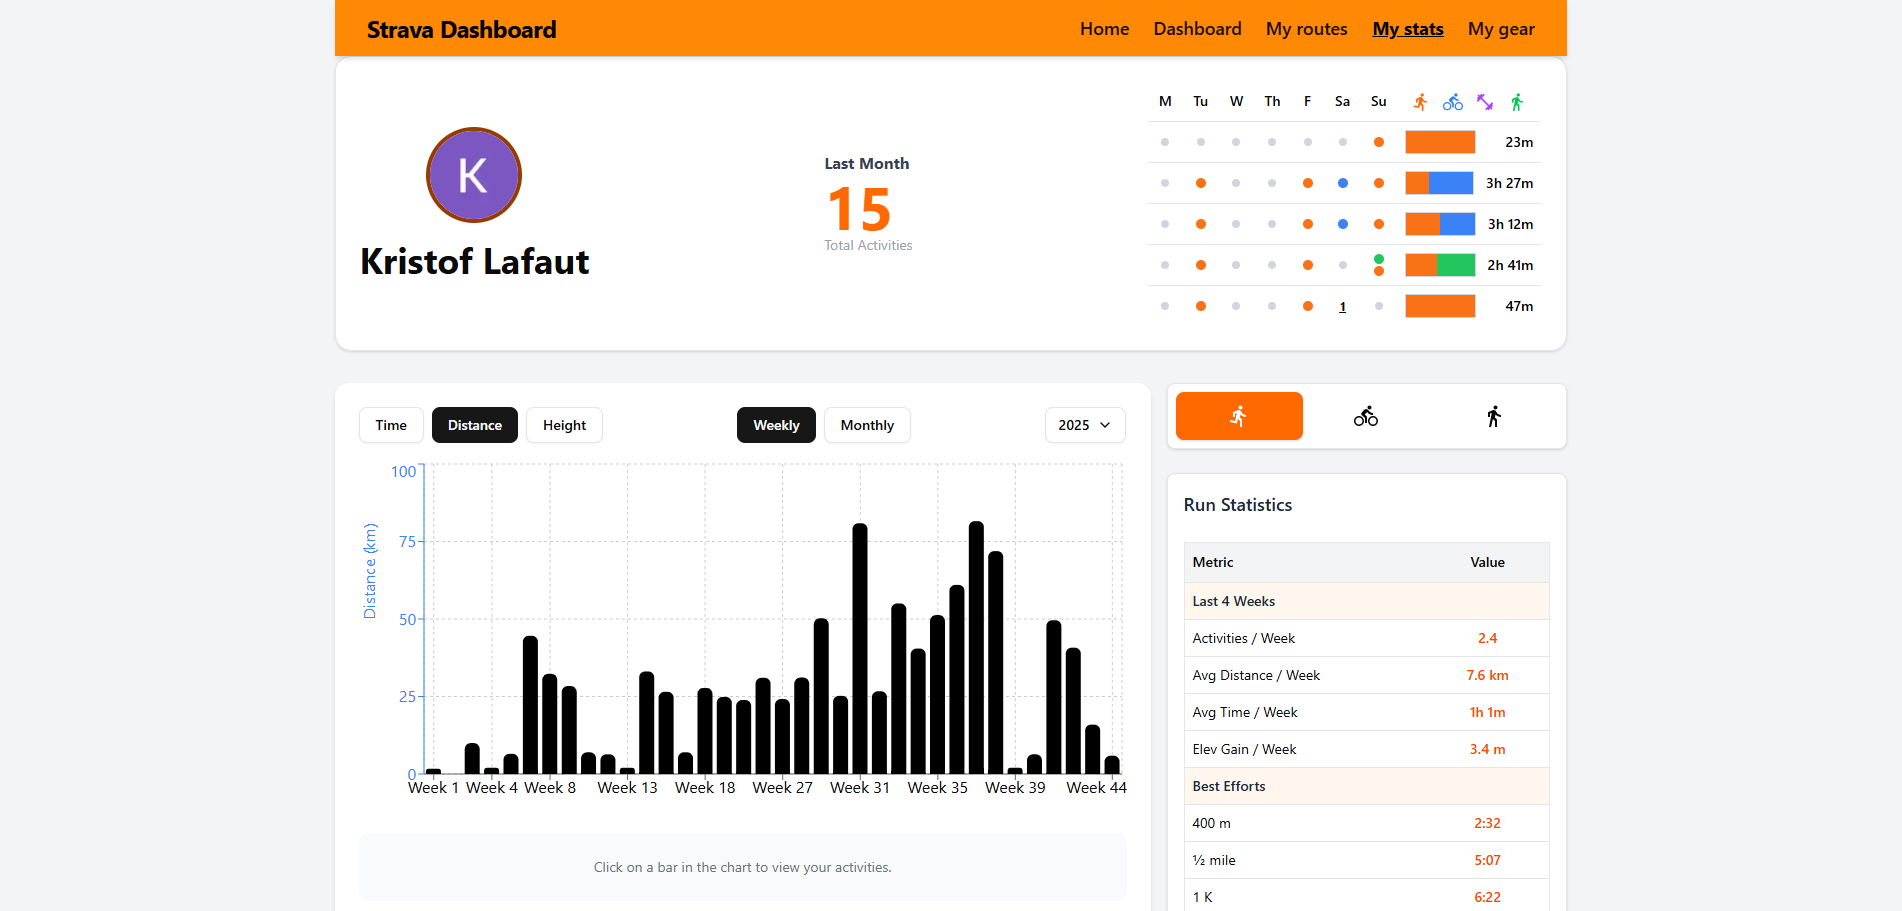 Strava Dashboard
Home Dashboard My routes My stats My gear
K
Kristof Lafaut
Last Month
15
Total Activities
M Tu W Th F Sa Su
23m
3h 27m
3h 12m
2h 41m
1 47m
Time Distance Height Weekly Monthly 2025
Distance (km)
100
75
50
25
0
Week 1 Week 4 Week 8 Week 13 Week 18 Week 27 Week 31 Week 35 Week 39 Week 44
Click on a bar in the chart to view your activities.
Run Statistics
Metric Value
Last 4 Weeks
Activities / Week 2.4
Avg Distance / Week 7.6 km
Avg Time / Week 1h 1m
Elev Gain / Week 3.4 m
Best Efforts
400 m 2:32
½ mile 5:07
1 K 6:22